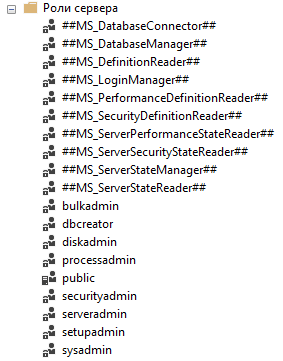 Роли сервера
##MS_DatabaseConnector##
##MS_DatabaseManager##
##MS_DefinitionReader##
##MS_LoginManager##
##MS_PerformanceDefinitionReader##
##MS_SecurityDefinitionReader##
##MS_ServerPerformanceStateReader##
##MS_ServerSecurityStateReader##
##MS_ServerStateManager##
##MS_ServerStateReader##
bulkadmin
dbcreator
diskadmin
processadmin
public
securityadmin
serveradmin
setupadmin
sysadmin